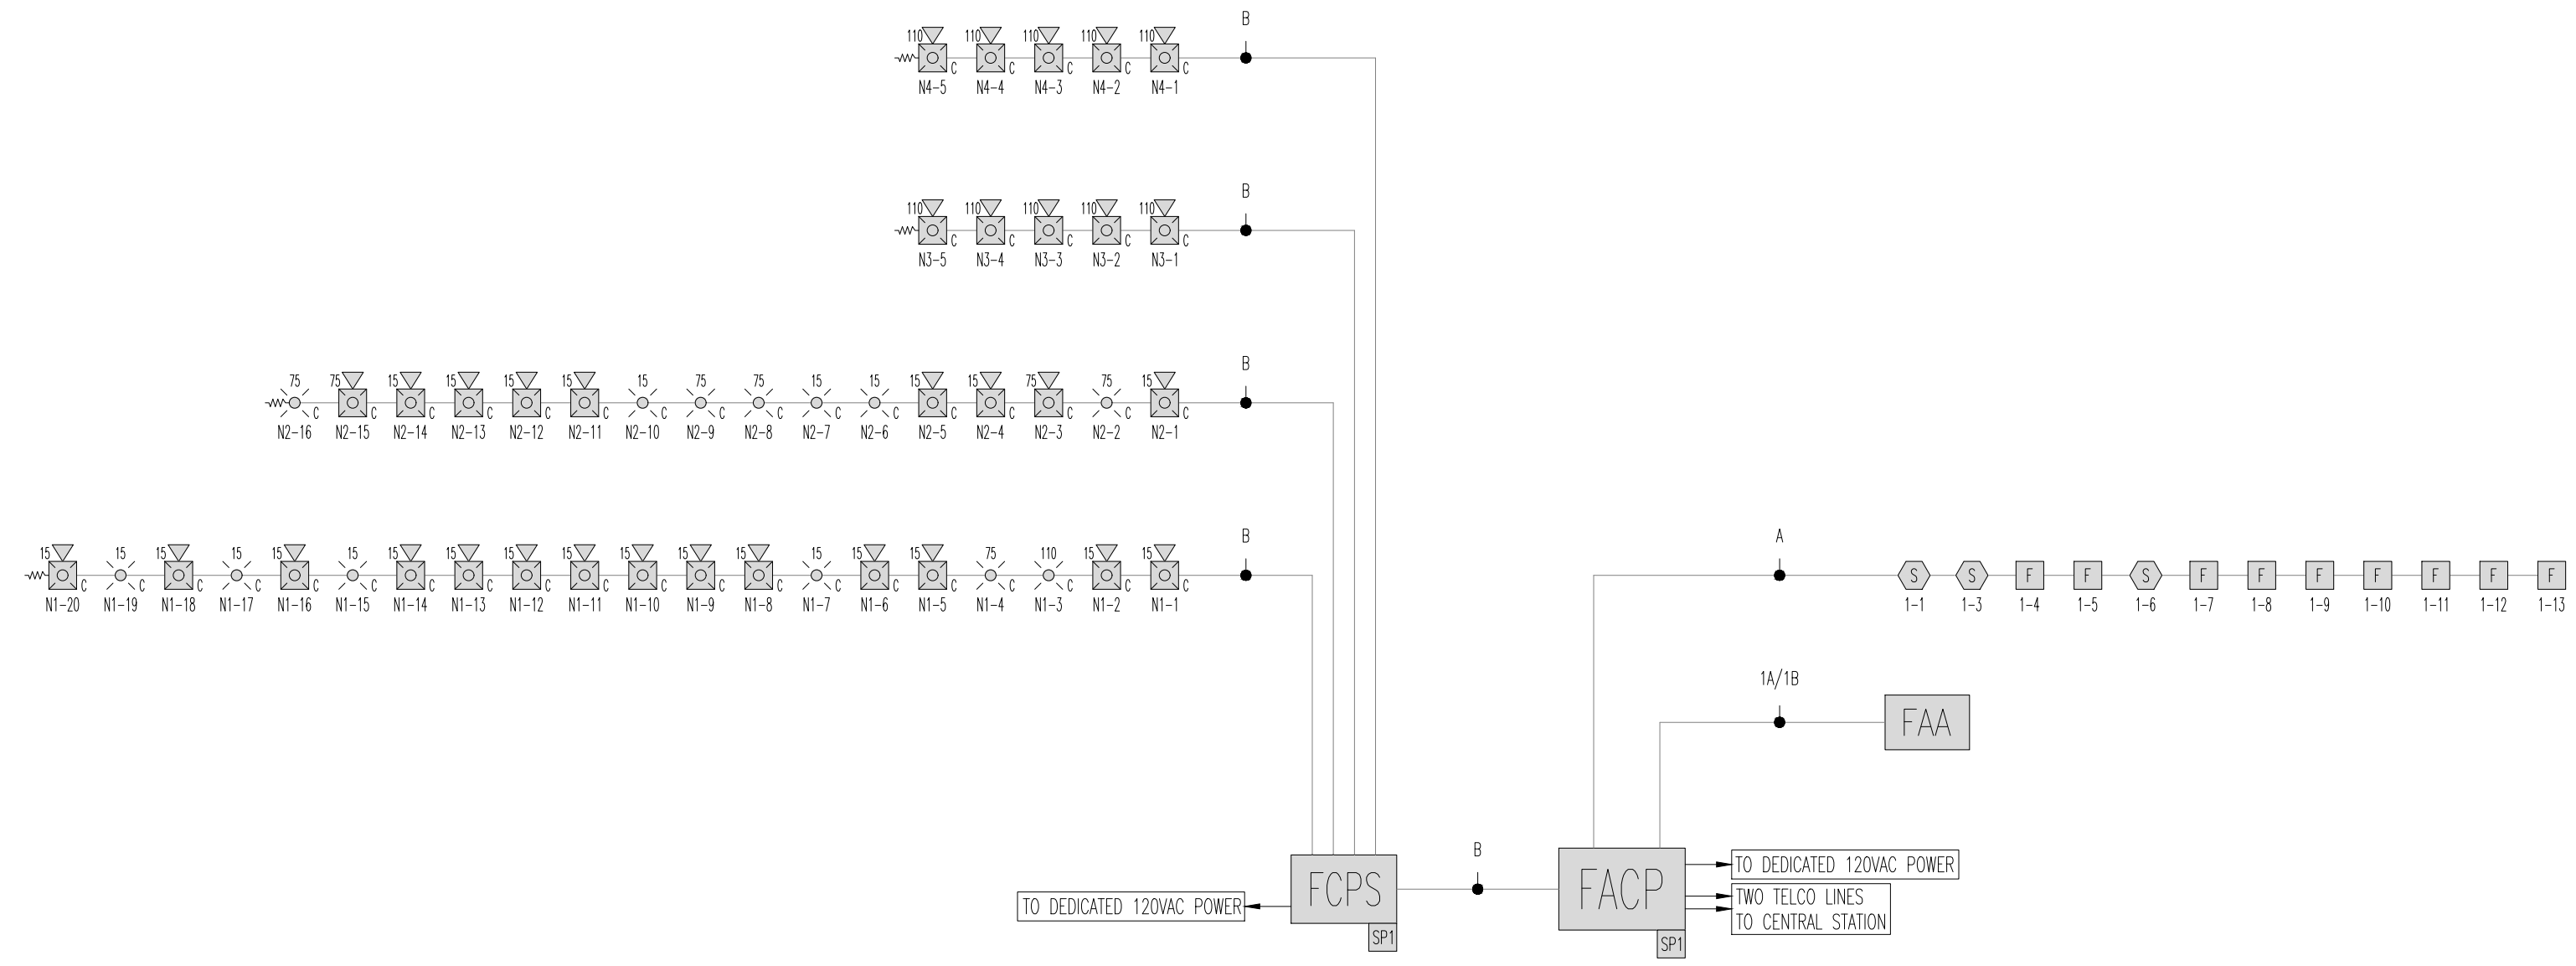 B
110 110 110 110 110
C C C C C
N4-5 N4-4 N4-3 N4-2 N4-1
B
110 110 110 110 110
C C C C C
N3-5 N3-4 N3-3 N3-2 N3-1
B
75 75 15 15 15 15 15 75 75 15 15 15 15 75 75 15
C C C C C C C C C C C C C C C C
N2-16 N2-15 N2-14 N2-13 N2-12 N2-11 N2-10 N2-9 N2-8 N2-7 N2-6 N2-5 N2-4 N2-3 N2-2 N2-1
B
15 15 15 15 15 15 15 15 15 15 15 15 15 15 15 15 75 110 15 15
C C C C C C C C C C C C C C C C C C C C
N1-20 N1-19 N1-18 N1-17 N1-16 N1-15 N1-14 N1-13 N1-12 N1-11 N1-10 N1-9 N1-8 N1-7 N1-6 N1-5 N1-4 N1-3 N1-2 N1-1
A
S S F F S F F F F F F F
1-1 1-3 1-4 1-5 1-6 1-7 1-8 1-9 1-10 1-11 1-12 1-13
1A/1B
FAA
B
FCPS
SP1
TO DEDICATED 120VAC POWER
FACP
SP1
TO DEDICATED 120VAC POWER
TWO TELCO LINES
TO CENTRAL STATION